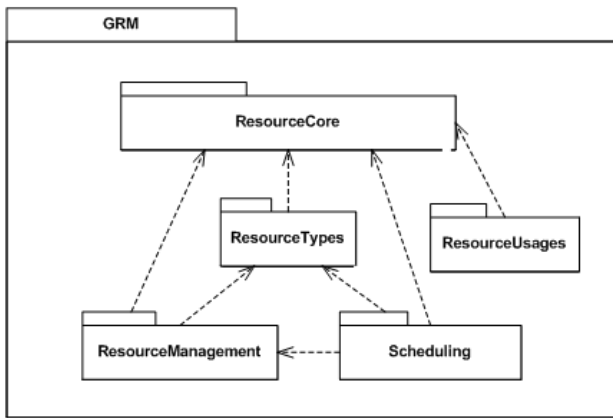 GRM
ResourceCore
ResourceTypes
ResourceUsages
ResourceManagement
Scheduling